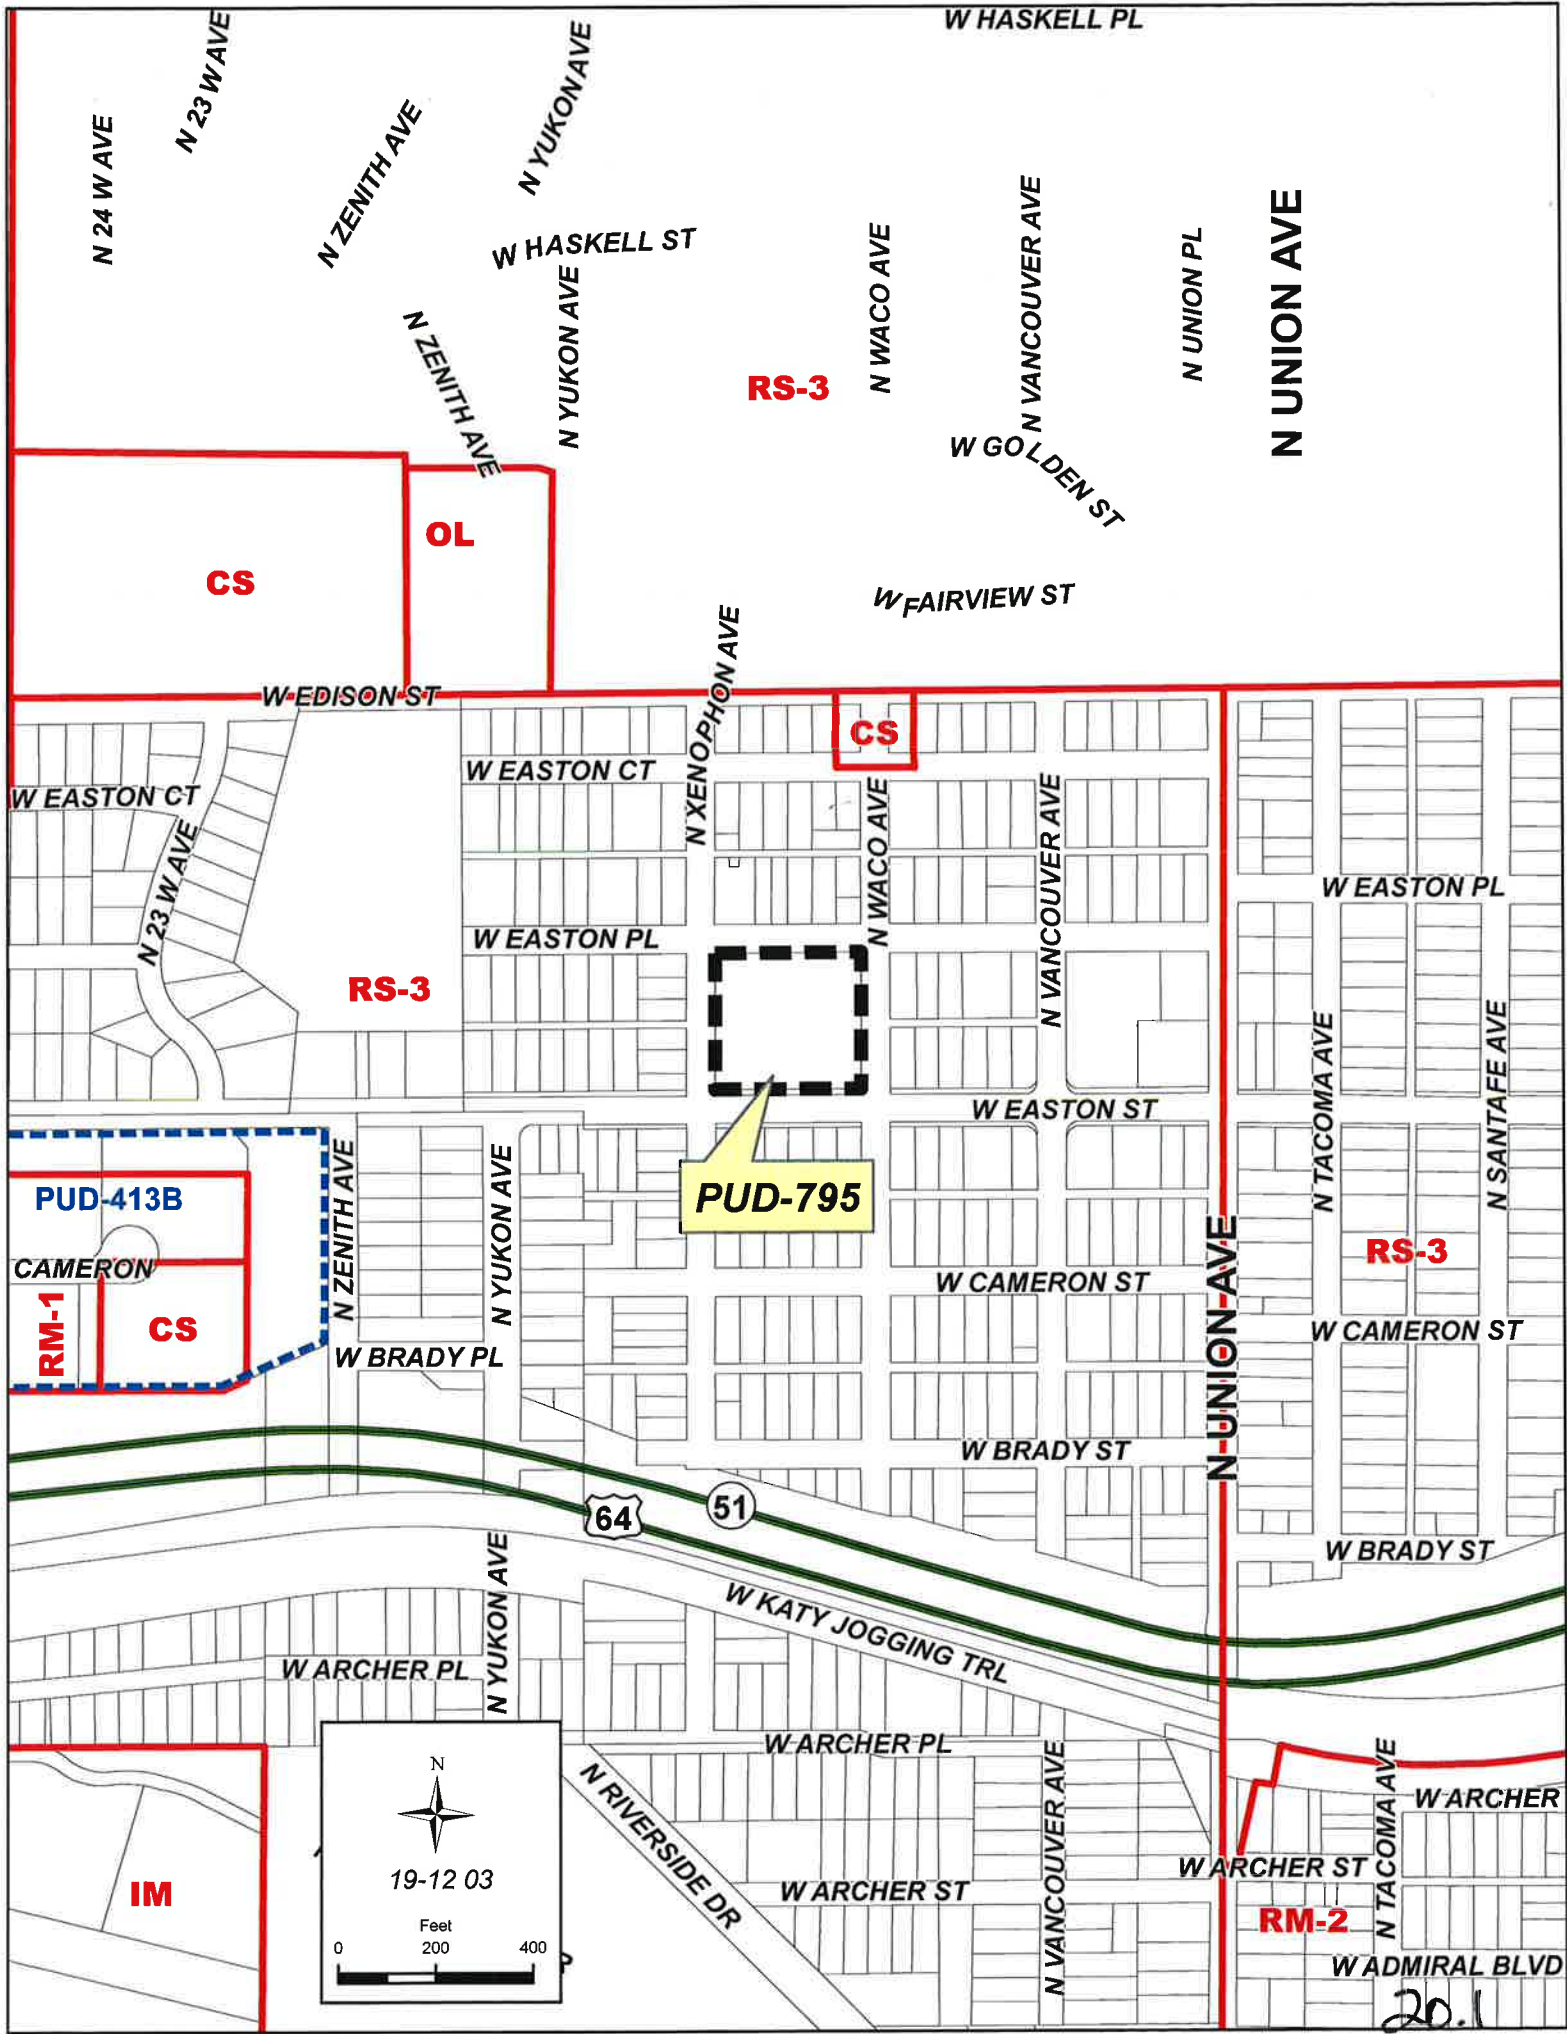 W HASKELL PL
N 23 W AVE
N YUKON AVE
N 24 W AVE
N ZENITH AVE
N VANCOUVER AVE
N UNION AVE
W HASKELL ST
N WACO AVE
N UNION PL
N YUKON AVE
N ZENITH AVE
RS-3
W GOLDEN ST
OL
CS
W FAIRVIEW ST
N XENOPHON AVE
W EDISON ST
CS
W EASTON CT
W EASTON CT
N WACO AVE
N VANCOUVER AVE
N 23 W AVE
W EASTON PL
W EASTON PL
RS-3
N TACOMA AVE
N SANTAFE AVE
W EASTON ST
N ZENITH AVE
N YUKON AVE
PUD-413B
PUD-795
N UNION AVE
RS-3
CAMERON
W CAMERON ST
RM-1
CS
W CAMERON ST
W BRADY PL
W BRADY ST
64
51
W BRADY ST
N YUKON AVE
W KATY JOGGING TRL
W ARCHER PL
W ARCHER PL
N RIVERSIDE DR
N VANCOUVER AVE
N TACOMA AVE
W ARCHER
N
19-12 03
Feet
0 200 400
IM
W ARCHER ST
W ARCHER ST
RM-2
W ADMIRAL BLVD
20.1